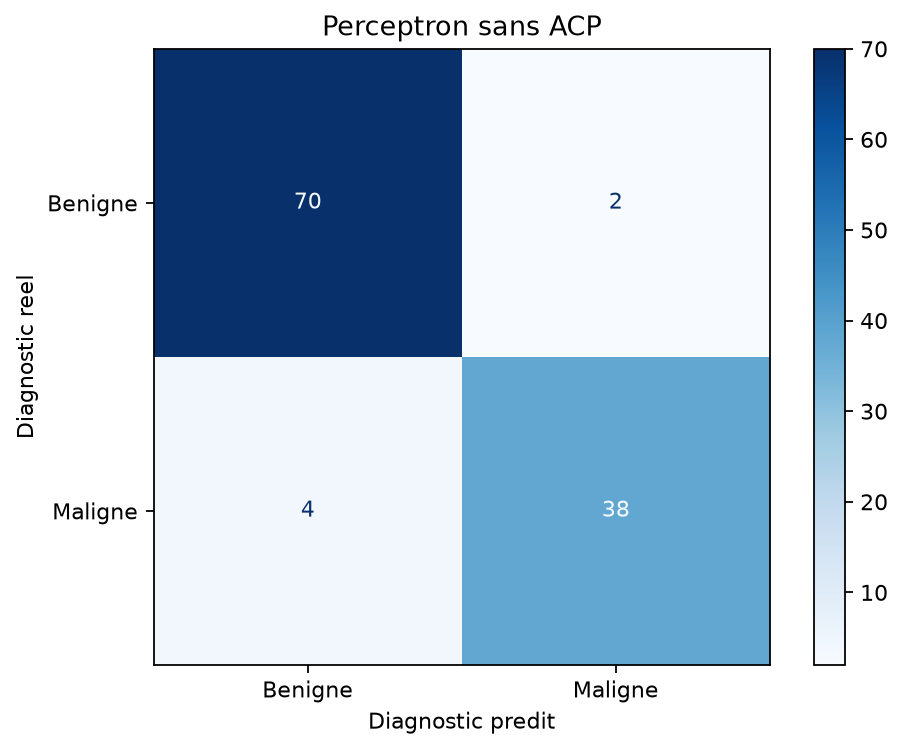 Perceptron sans ACP
Diagnostic reel
Benigne
70
2
Maligne
4
38
Benigne
Maligne
Diagnostic predit
70
60
50
40
30
20
10